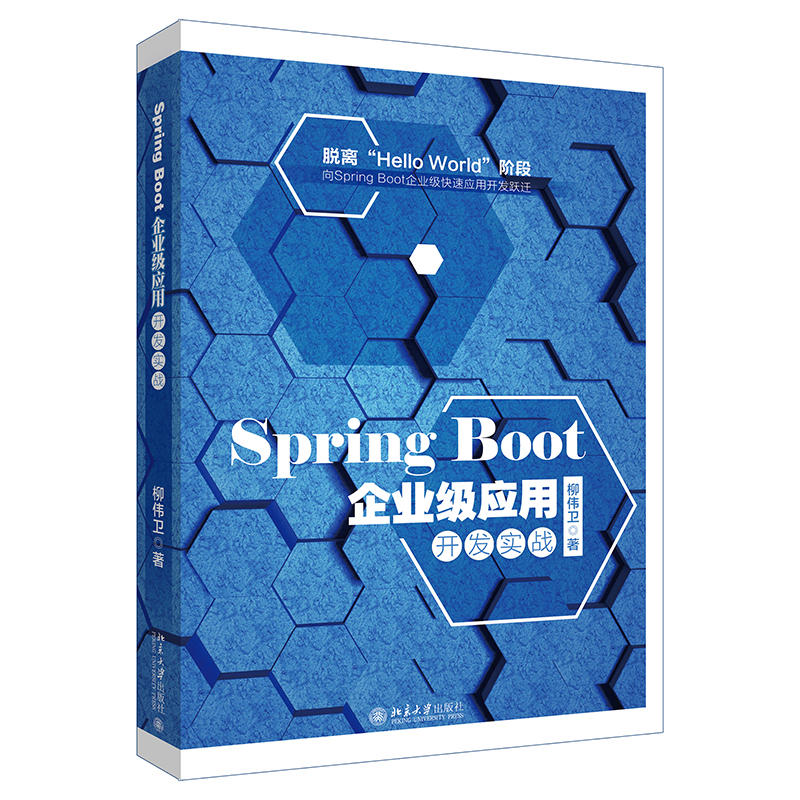 脱离“Hello World”阶段
向Spring Boot企业级快速应用开发跃迁
Spring Boot
企业级应用
开发实战
柳伟卫 著
北京大学出版社
PEKING UNIVERSITY PRESS
Spring Boot 企业级应用 开发实战
柳伟卫 著
北京大学出版社
PEKING UNIVERSITY PRESS